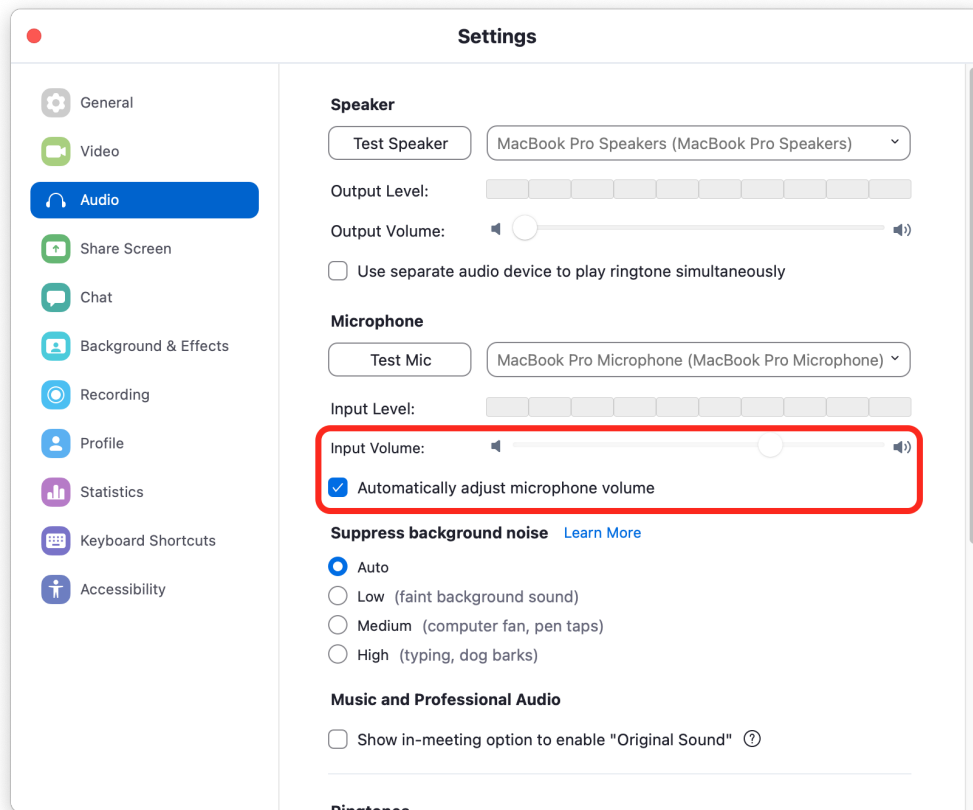 Settings
General
Video
Audio
Share Screen
Chat
Background & Effects
Recording
Profile
Statistics
Keyboard Shortcuts
Accessibility
Speaker
Test Speaker MacBook Pro Speakers (MacBook Pro Speakers)
Output Level:
Output Volume:
Use separate audio device to play ringtone simultaneously
Microphone
Test Mic MacBook Pro Microphone (MacBook Pro Microphone)
Input Level:
Input Volume:
Automatically adjust microphone volume
Suppress background noise Learn More
Auto
Low (faint background sound)
Medium (computer fan, pen taps)
High (typing, dog barks)
Music and Professional Audio
Show in-meeting option to enable "Original Sound" ?
Ringtones